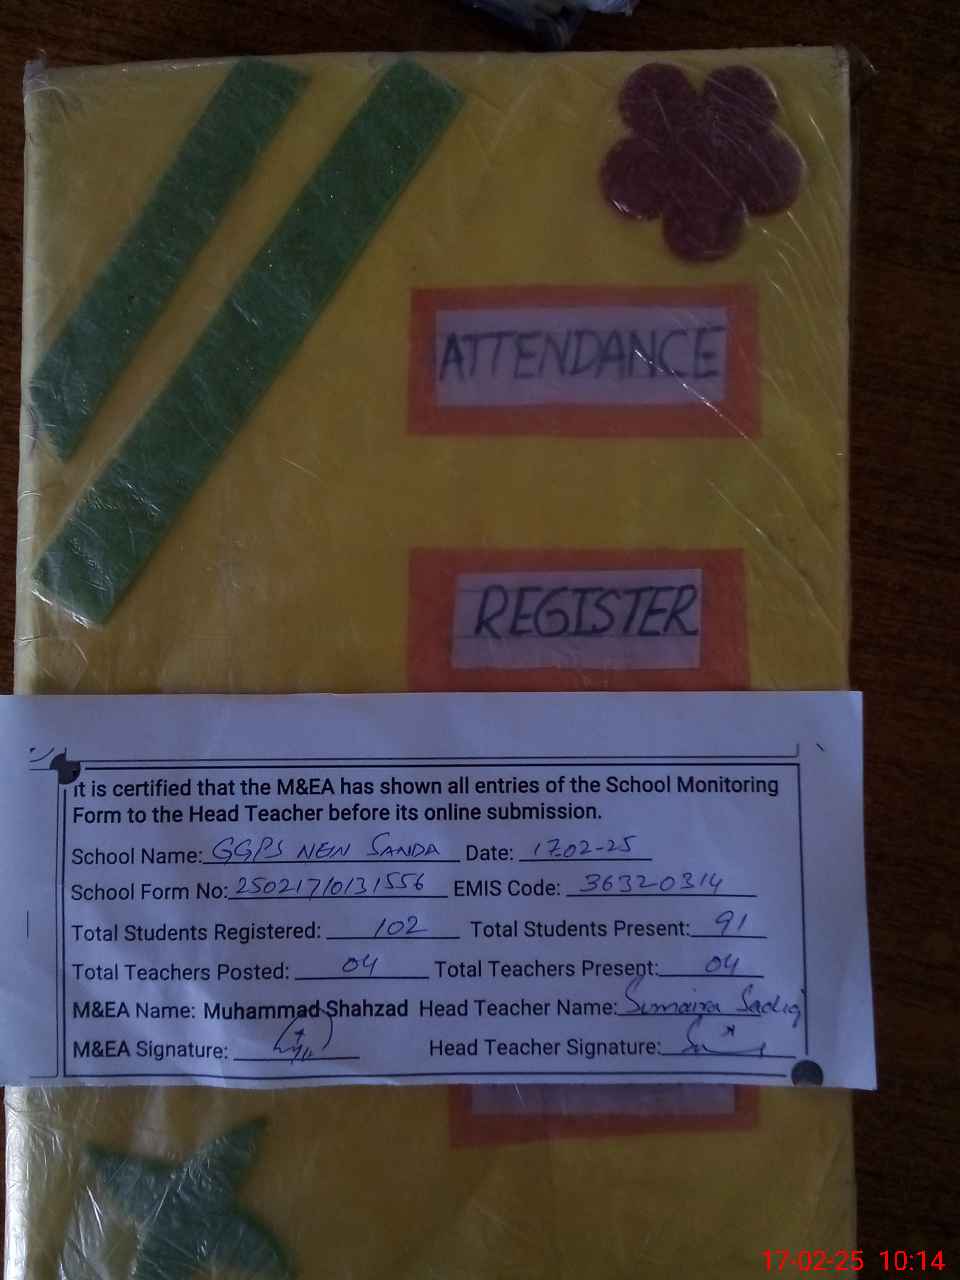 ATTENDANCE
REGISTER
it is certified that the M&EA has shown all entries of the School Monitoring
Form to the Head Teacher before its online submission.
School Name: GGPS NEW SANDA Date: 17.02-25
School Form No: 250217/0131556 EMIS Code: 36320314
Total Students Registered: 102 Total Students Present: 91
Total Teachers Posted: 04 Total Teachers Present: 04
M&EA Name: Muhammad Shahzad Head Teacher Name: Sumaira Sadiq
M&EA Signature: Head Teacher Signature:
17-02-25 10:14